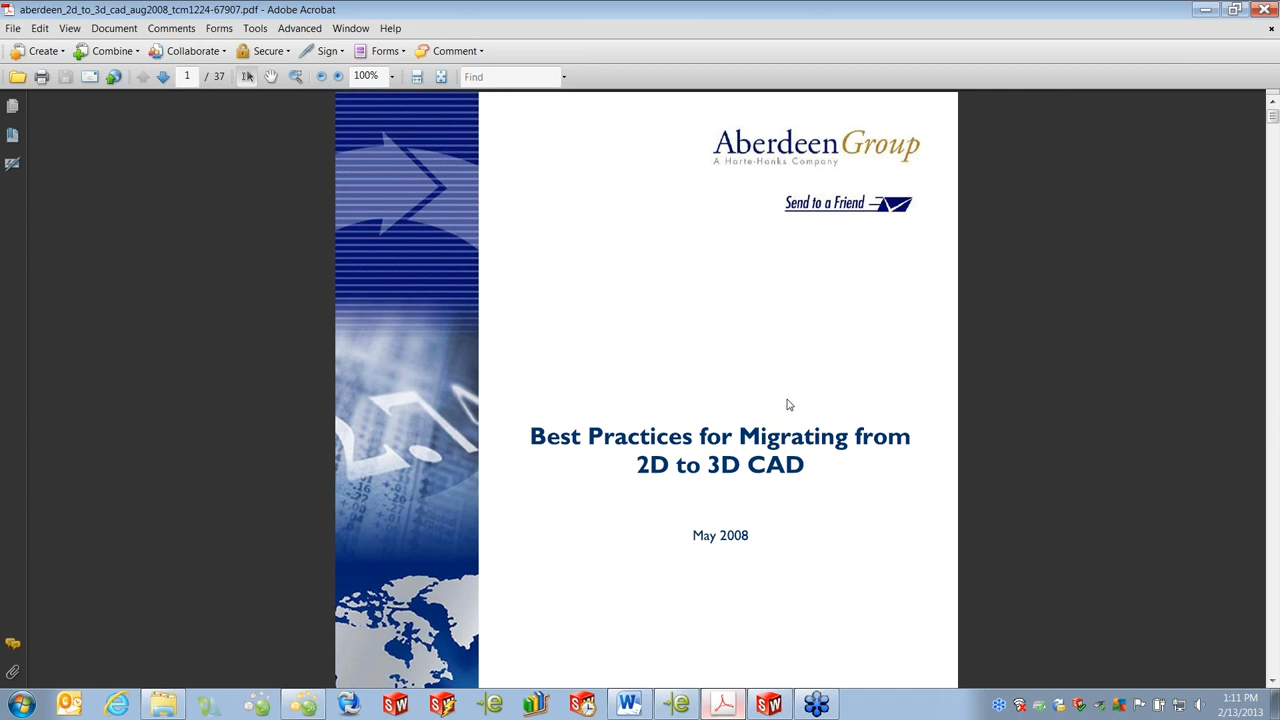 aberdeen_2d_to_3d_cad_aug2008_tcm1224-67907.pdf - Adobe Acrobat
File Edit View Document Comments Forms Tools Advanced Window Help
Create Combine Collaborate Secure Sign Forms Comment
1 / 37 100% Find
AberdeenGroup
A Harte-Hanks Company
Send to a Friend
Best Practices for Migrating from
2D to 3D CAD
May 2008
1:11 PM
2/13/2013